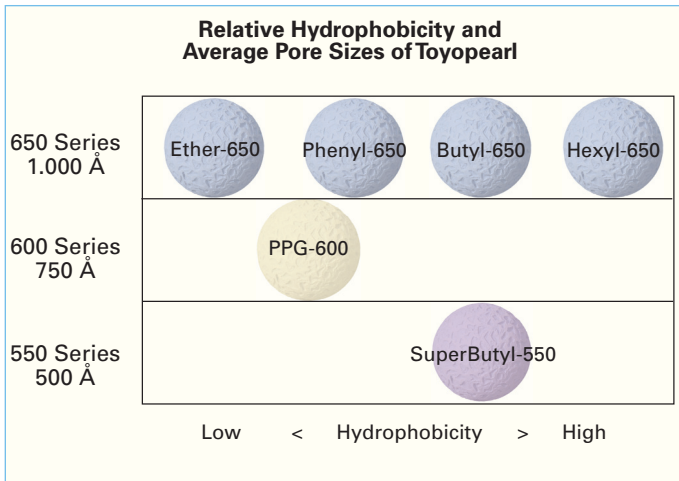 Relative Hydrophobicity and
Average Pore Sizes of Toyopearl
650 Series
1.000 Å
Ether-650
Phenyl-650
Butyl-650
Hexyl-650
600 Series
750 Å
PPG-600
550 Series
500 Å
SuperButyl-550
Low < Hydrophobicity > High